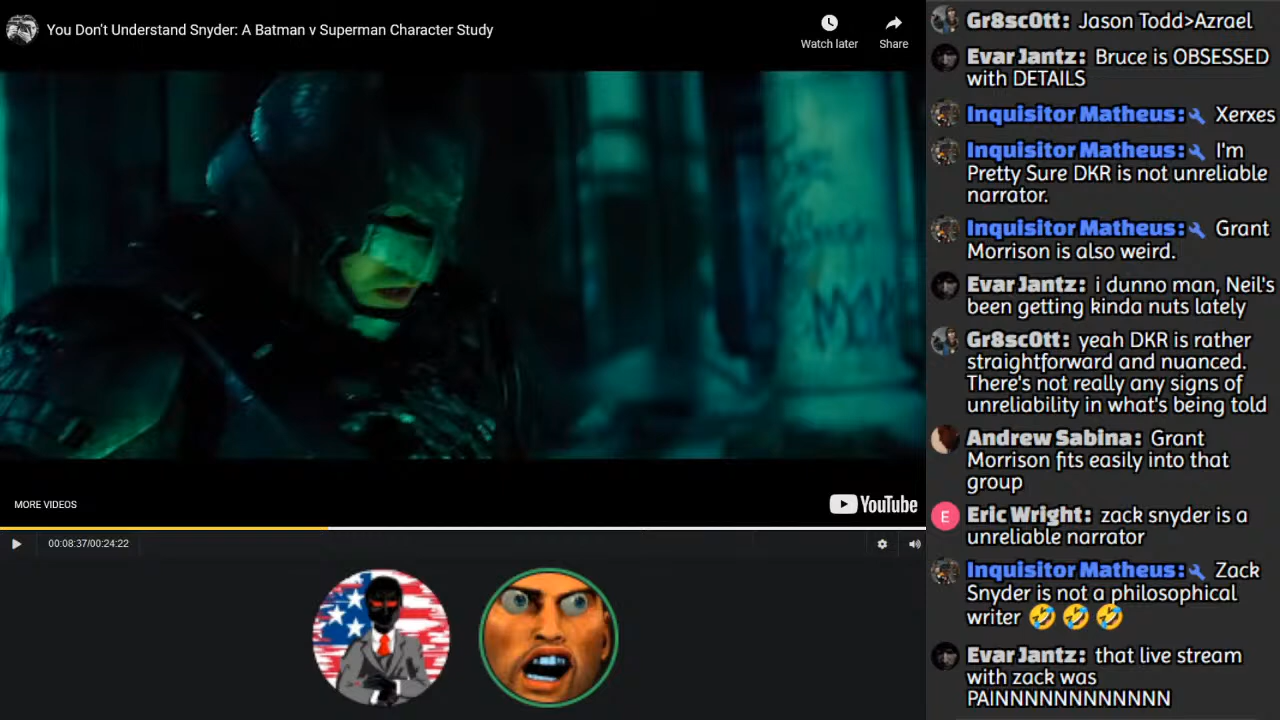 You Don't Understand Snyder: A Batman v Superman Character Study
Watch later
Share
MORE VIDEOS
YouTube
00:08:37/00:24:22
Gr8sc0tt: Jason Todd>Azrael
Evar Jantz: Bruce is OBSESSED
with DETAILS
Inquisitor Matheus: Xerxes
Inquisitor Matheus: I'm
Pretty Sure DKR is not unreliable
narrator.
Inquisitor Matheus: Grant
Morrison is also weird.
Evar Jantz: i dunno man, Neil's
been getting kinda nuts lately
Gr8sc0tt: yeah DKR is rather
straightforward and nuanced.
There's not really any signs of
unreliability in what's being told
Andrew Sabina: Grant
Morrison fits easily into that
group
E
Eric Wright: zack snyder is a
unreliable narrator
Inquisitor Matheus: Zack
Snyder is not a philosophical
writer 🤣 🤣 🤣
Evar Jantz: that live stream
with zack was
PAINNNNNNNNNNNN